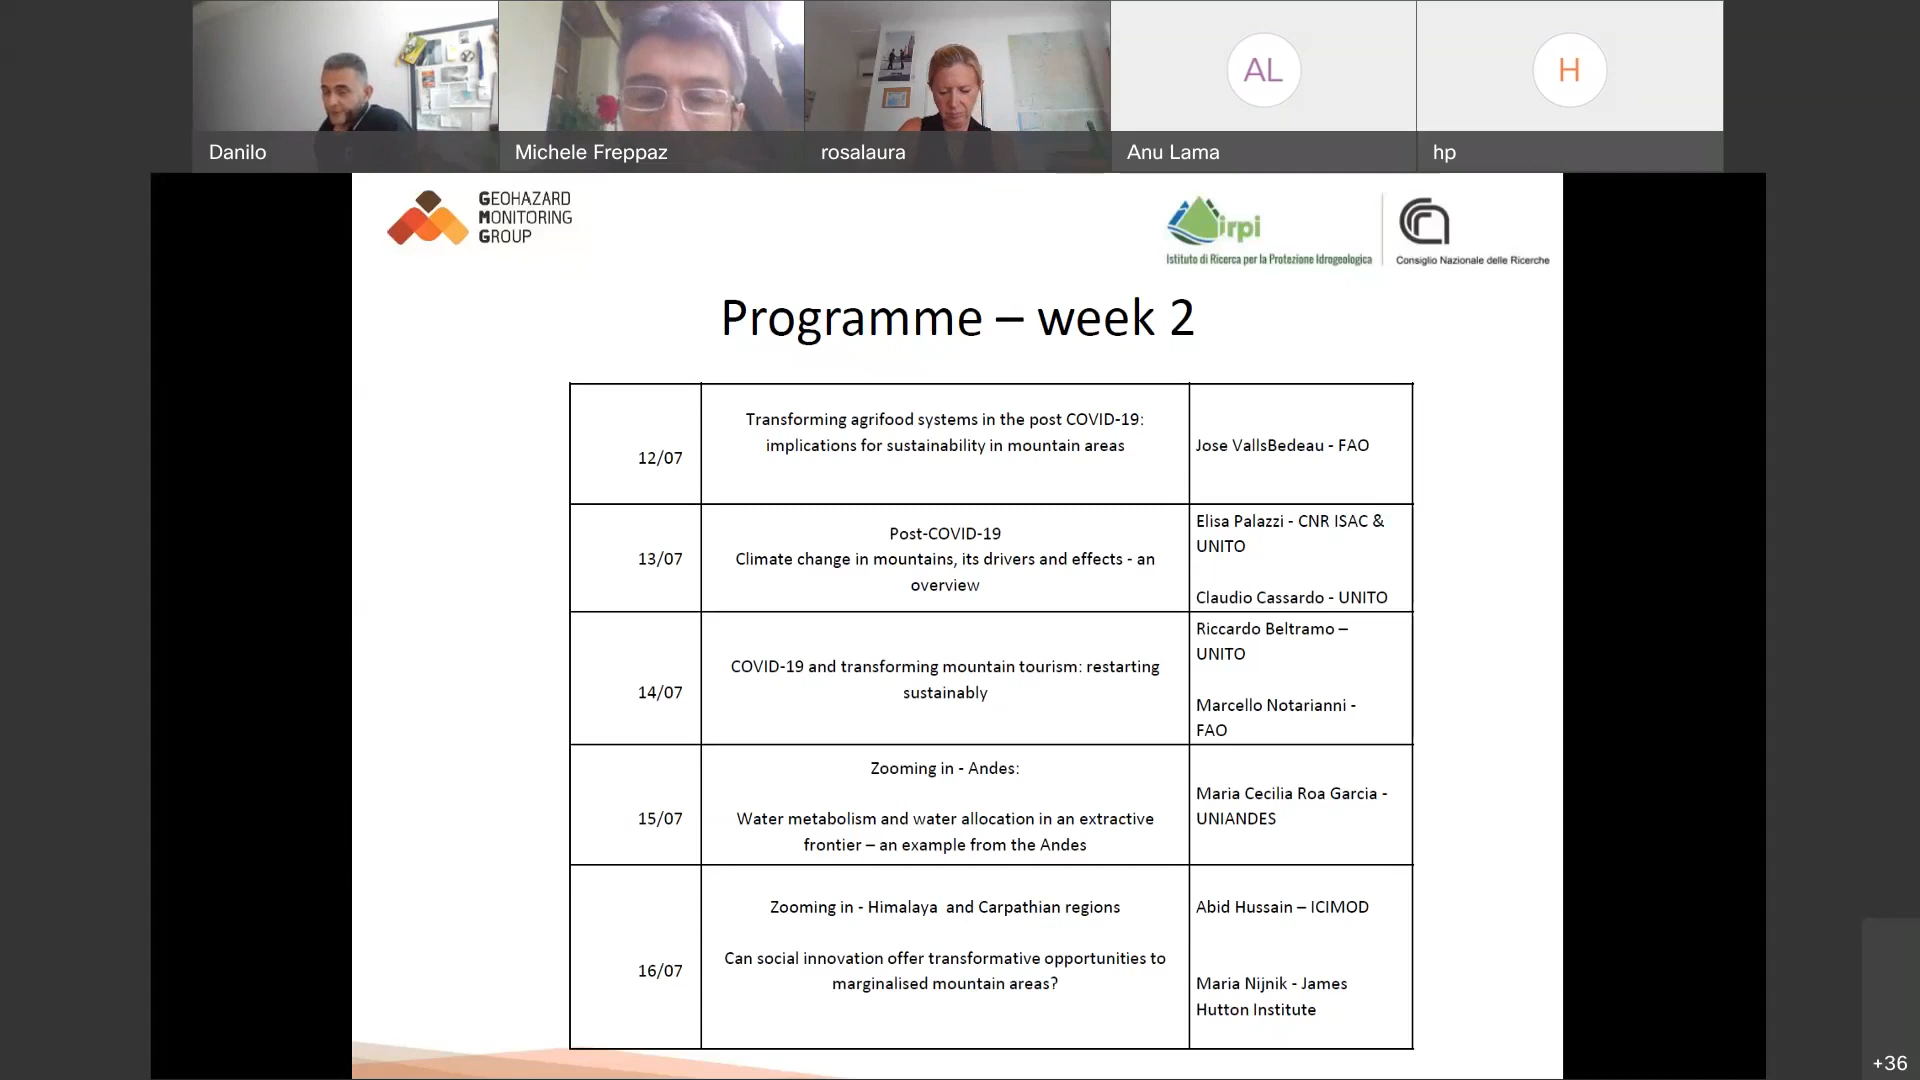 AL
H
Danilo
Michele Freppaz
rosalaura
Anu Lama
hp
GEOHAZARD
MONITORING
GROUP
irpi
Istituto di Ricerca per la Protezione Idrogeologica
Consiglio Nazionale delle Ricerche
Programme – week 2
12/07
Transforming agrifood systems in the post COVID-19:
implications for sustainability in mountain areas
Jose VallsBedeau - FAO
13/07
Post-COVID-19
Climate change in mountains, its drivers and effects - an
overview
Elisa Palazzi - CNR ISAC &
UNITO
Claudio Cassardo - UNITO
14/07
COVID-19 and transforming mountain tourism: restarting
sustainably
Riccardo Beltramo –
UNITO
Marcello Notarianni -
FAO
15/07
Zooming in - Andes:
Water metabolism and water allocation in an extractive
frontier – an example from the Andes
Maria Cecilia Roa Garcia -
UNIANDES
16/07
Zooming in - Himalaya and Carpathian regions
Can social innovation offer transformative opportunities to
marginalised mountain areas?
Abid Hussain – ICIMOD
Maria Nijnik - James
Hutton Institute
+36